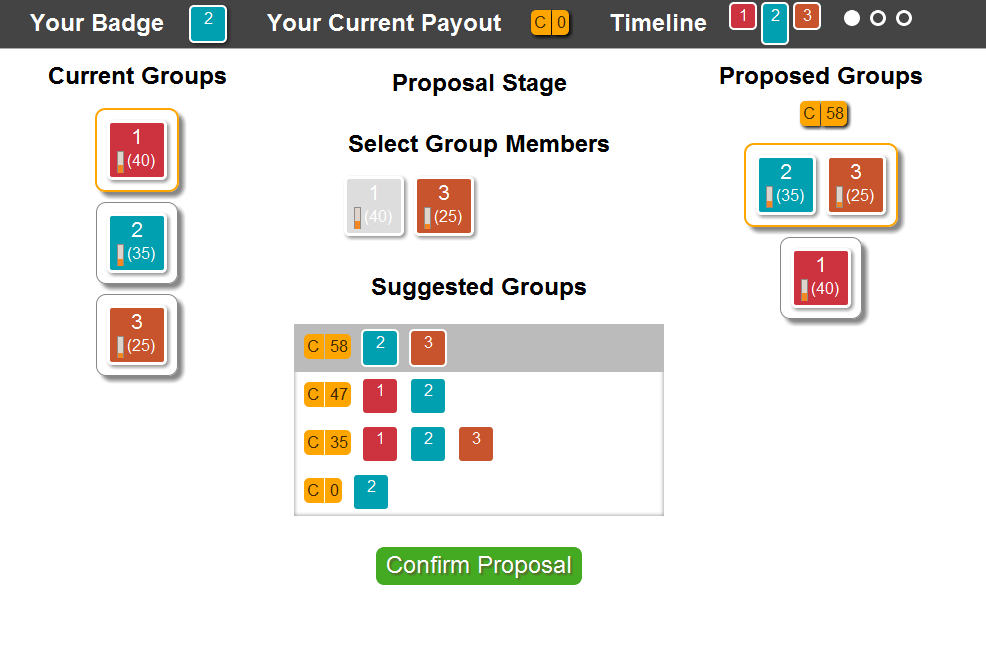 Your Badge 2 Your Current Payout C 0 Timeline 1 2 3
Current Groups
1
(40)
2
(35)
3
(25)
Proposal Stage
Select Group Members
1 3
(40) (25)
Suggested Groups
C 58 2 3
C 47 1 2
C 35 1 2 3
C 0 2
Confirm Proposal
Proposed Groups
C 58
2 3
(35) (25)
1
(40)